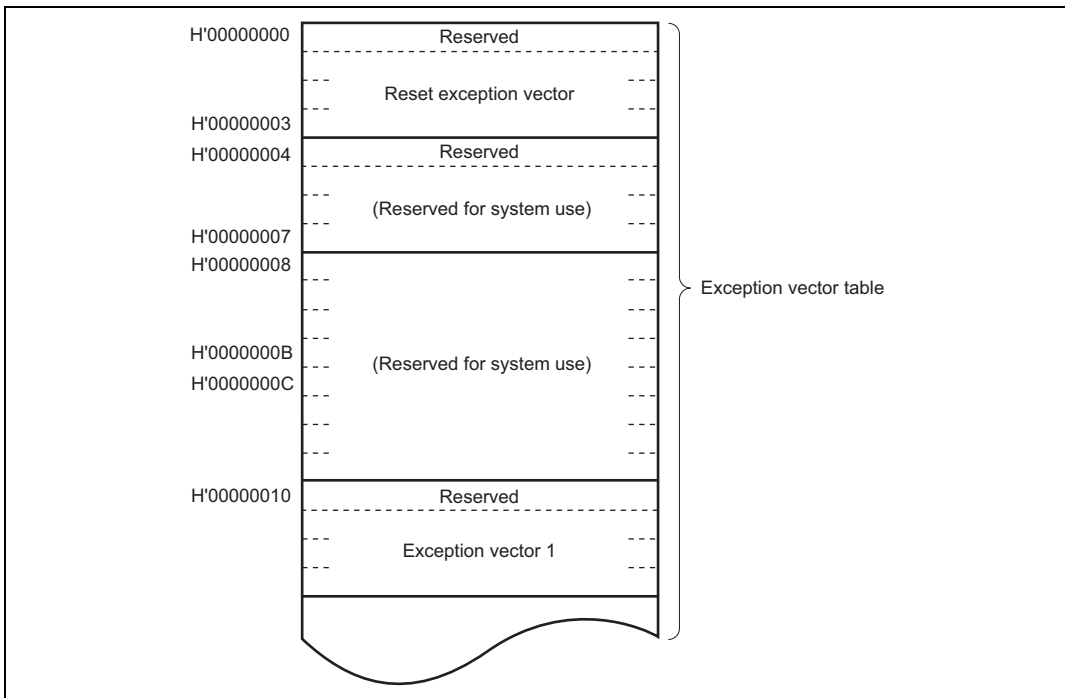 H'00000000
Reserved
Reset exception vector
H'00000003
H'00000004
Reserved
(Reserved for system use)
H'00000007
H'00000008
Exception vector table
H'0000000B
(Reserved for system use)
H'0000000C
H'00000010
Reserved
Exception vector 1